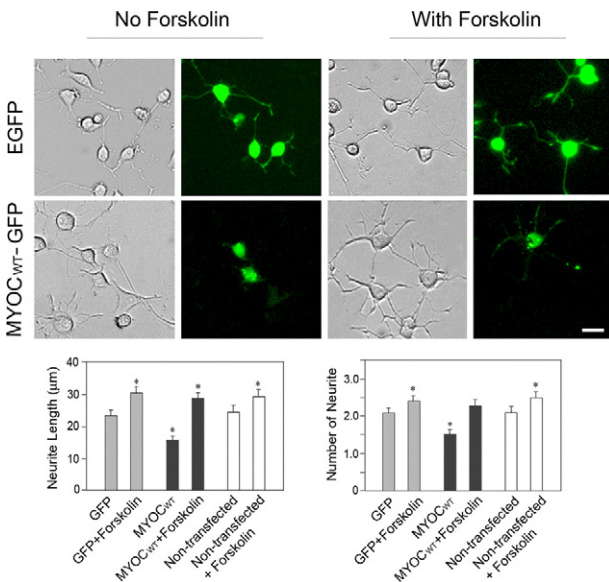 No Forskolin
With Forskolin
EGFP
MYOCWT-GFP
Neurite Length (μm)
40
30
20
10
0
*
*
*
*
GFP
GFP+Forskolin
MYOCWT
MYOCWT+Forskolin
Non-transfected
Non-transfected
+ Forskolin
Number of Neurite
3.0
2.0
1.0
0
*
*
*
GFP
GFP+Forskolin
MYOCWT
MYOCWT+Forskolin
Non-transfected
Non-transfected
+ Forskolin